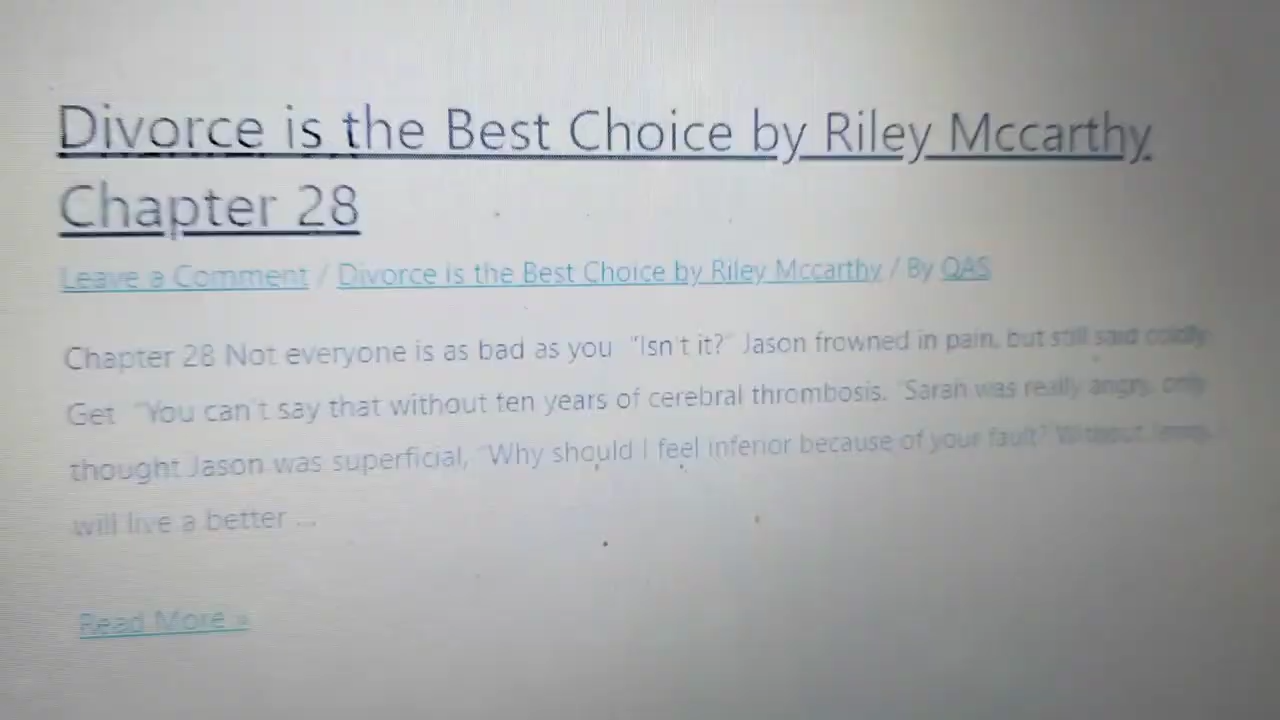 Divorce is the Best Choice by Riley Mccarthy
Chapter 28
Leave a Comment / Divorce is the Best Choice by Riley Mccarthy / By QAS
Chapter 28 Not everyone is as bad as you "Isn't it?" Jason frowned in pain, but still said coldly
Get "You can't say that without ten years of cerebral thrombosis. "Sarah was really angry, only
thought Jason was superficial, "Why should I feel inferior because of your fault" Without
will live a better ...
Read More »